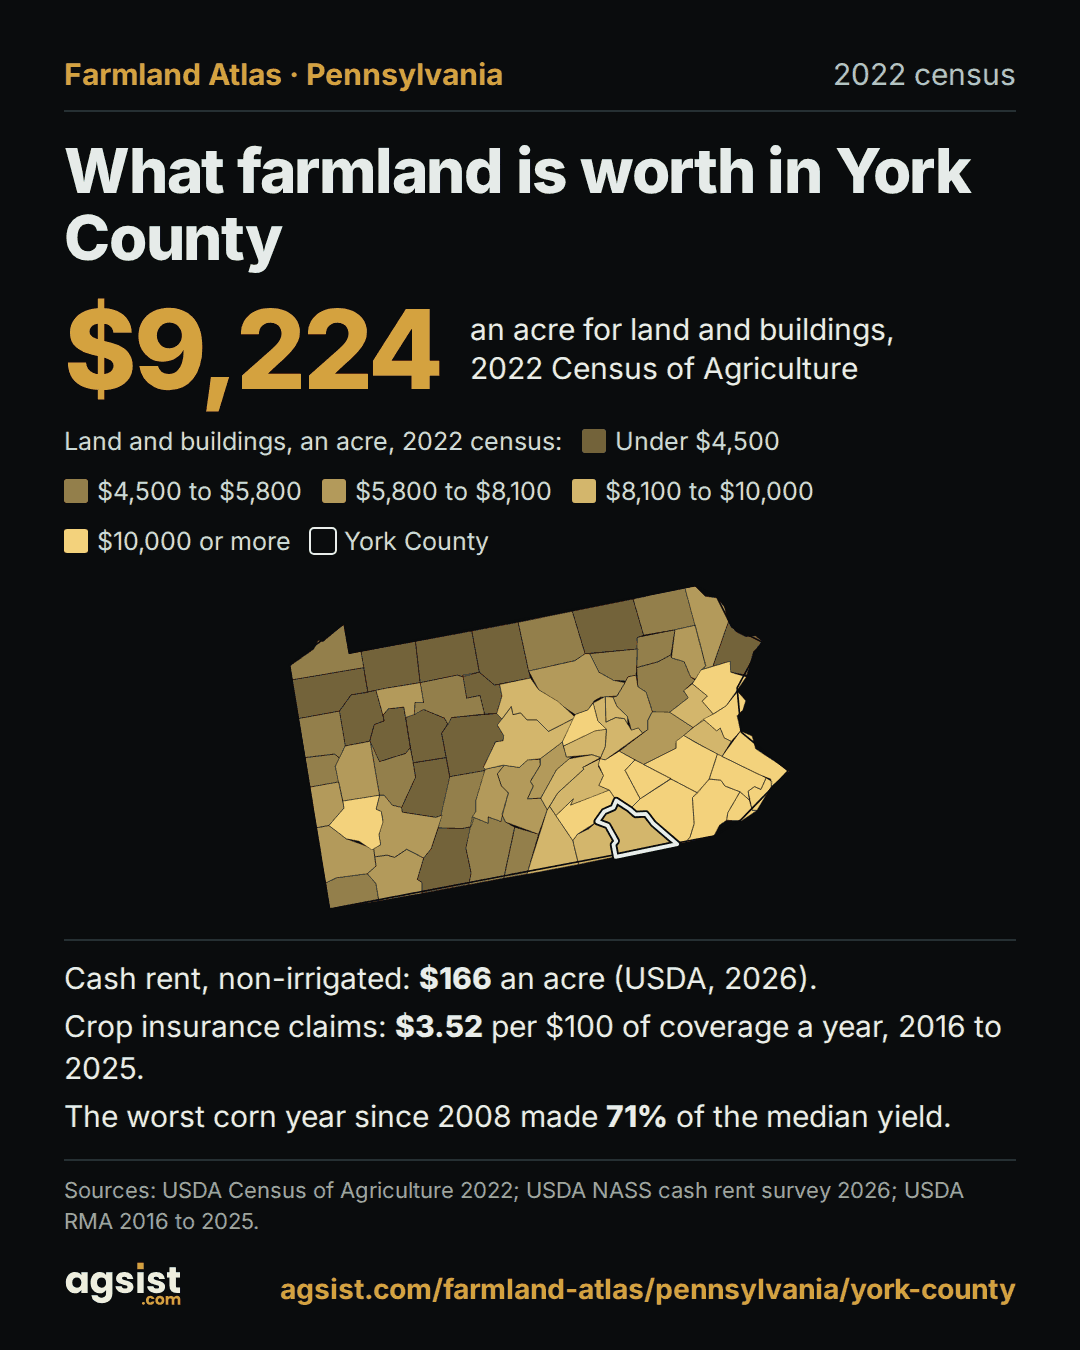 Farmland Atlas · Pennsylvania
2022 census
What farmland is worth in York
County
$9,224
an acre for land and buildings,
2022 Census of Agriculture
Land and buildings, an acre, 2022 census: Under $4,500
$4,500 to $5,800 $5,800 to $8,100 $8,100 to $10,000
$10,000 or more York County
Cash rent, non-irrigated: $166 an acre (USDA, 2026).
Crop insurance claims: $3.52 per $100 of coverage a year, 2016 to
2025.
The worst corn year since 2008 made 71% of the median yield.
Sources: USDA Census of Agriculture 2022; USDA NASS cash rent survey 2026; USDA
RMA 2016 to 2025.
agsist
.com
agsist.com/farmland-atlas/pennsylvania/york-county